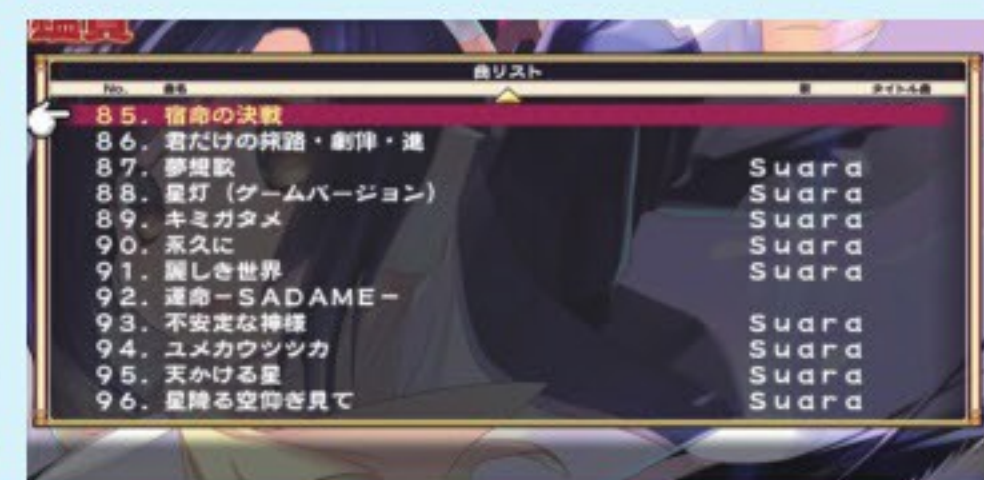 曲リスト
No. 曲名 歌 タイトル曲
85. 宿命の決戦
86. 君だけの旅路・劇伴・進
87. 夢想歌 Suara
88. 星灯(ゲームバージョン) Suara
89. キミガタメ Suara
90. 永久に Suara
91. 麗しき世界 Suara
92. 運命-SADAME-
93. 不安定な神様 Suara
94. ユメカウツツカ Suara
95. 天かける星 Suara
96. 星降る空仰ぎ見て Suara